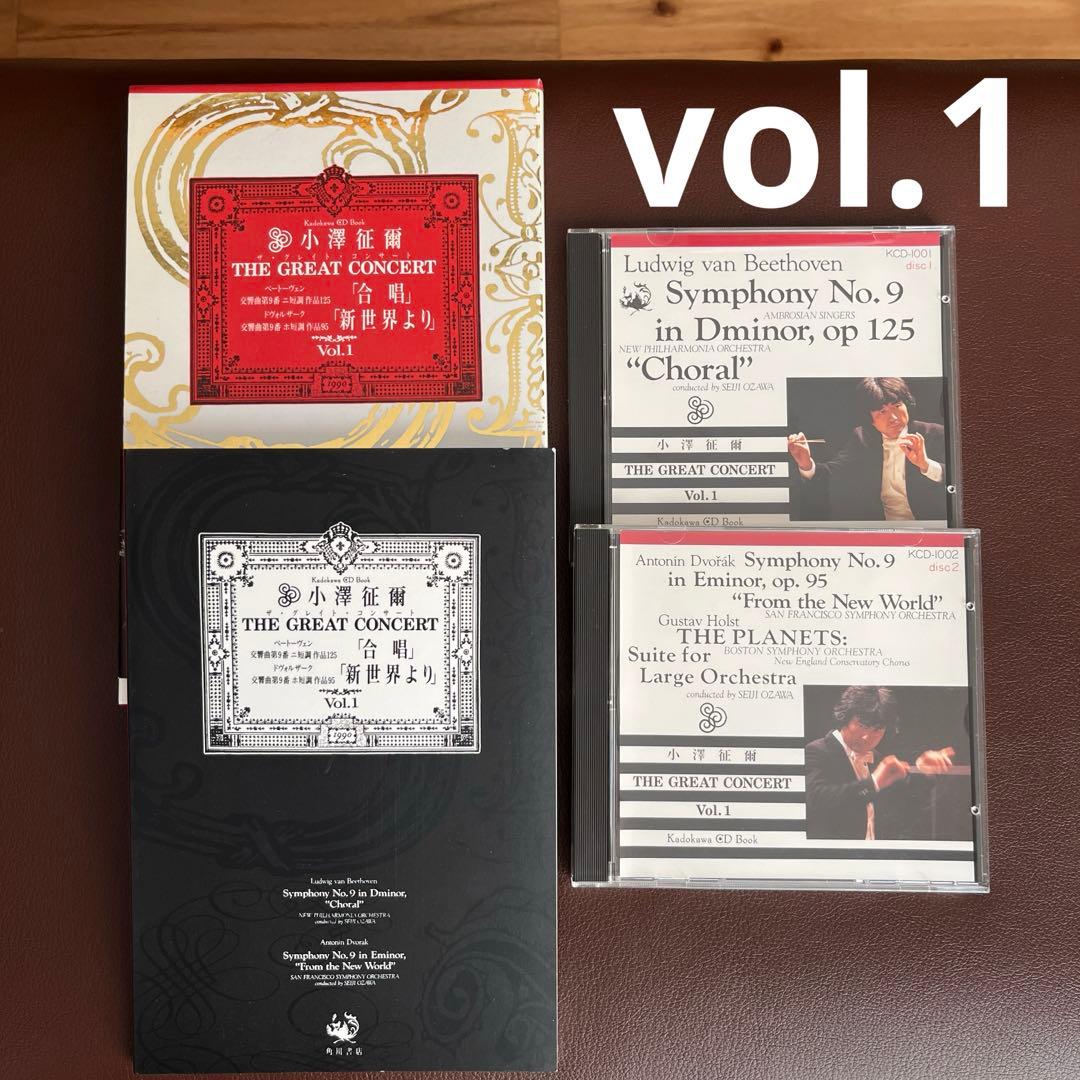 vol.1
Kadokawa CD Book
小澤征爾
ザ・グレイト・コンサート
THE GREAT CONCERT
ベートーヴェン
交響曲第9番 ニ短調 作品125
「合唱」
ドヴォルザーク
交響曲第9番 ホ短調 作品95
「新世界より」
Vol.1
1990
Kadokawa CD Book
小澤征爾
ザ・グレイト・コンサート
THE GREAT CONCERT
ベートーヴェン
交響曲第9番 ニ短調 作品125
「合唱」
ドヴォルザーク
交響曲第9番 ホ短調 作品95
「新世界より」
Vol.1
1990
Ludwig van Beethoven
Symphony No. 9 in Dminor,
"Choral"
NEW PHILHARMONIA ORCHESTRA
conducted by SEIJI OZAWA
Antonin Dvorak
Symphony No. 9 in Eminor,
"From the New World"
SAN FRANCISCO SYMPHONY ORCHESTRA
conducted by SEIJI OZAWA
角川書店
KCD-1001
disc 1
Ludwig van Beethoven
Symphony No. 9
AMBROSIAN SINGERS
in Dminor, op 125
NEW PHILHARMONIA ORCHESTRA
"Choral"
conducted by SEIJI OZAWA
小澤征爾
THE GREAT CONCERT
Vol.1
Kadokawa CD Book
KCD-1002
disc 2
Antonin Dvořák Symphony No. 9
in Eminor, op. 95
"From the New World"
SAN FRANCISCO SYMPHONY ORCHESTRA
Gustav Holst
THE PLANETS:
BOSTON SYMPHONY ORCHESTRA
Suite for
New England Conservatory Chorus
Large Orchestra
conducted by SEIJI OZAWA
小澤征爾
THE GREAT CONCERT
Vol.1
Kadokawa CD Book